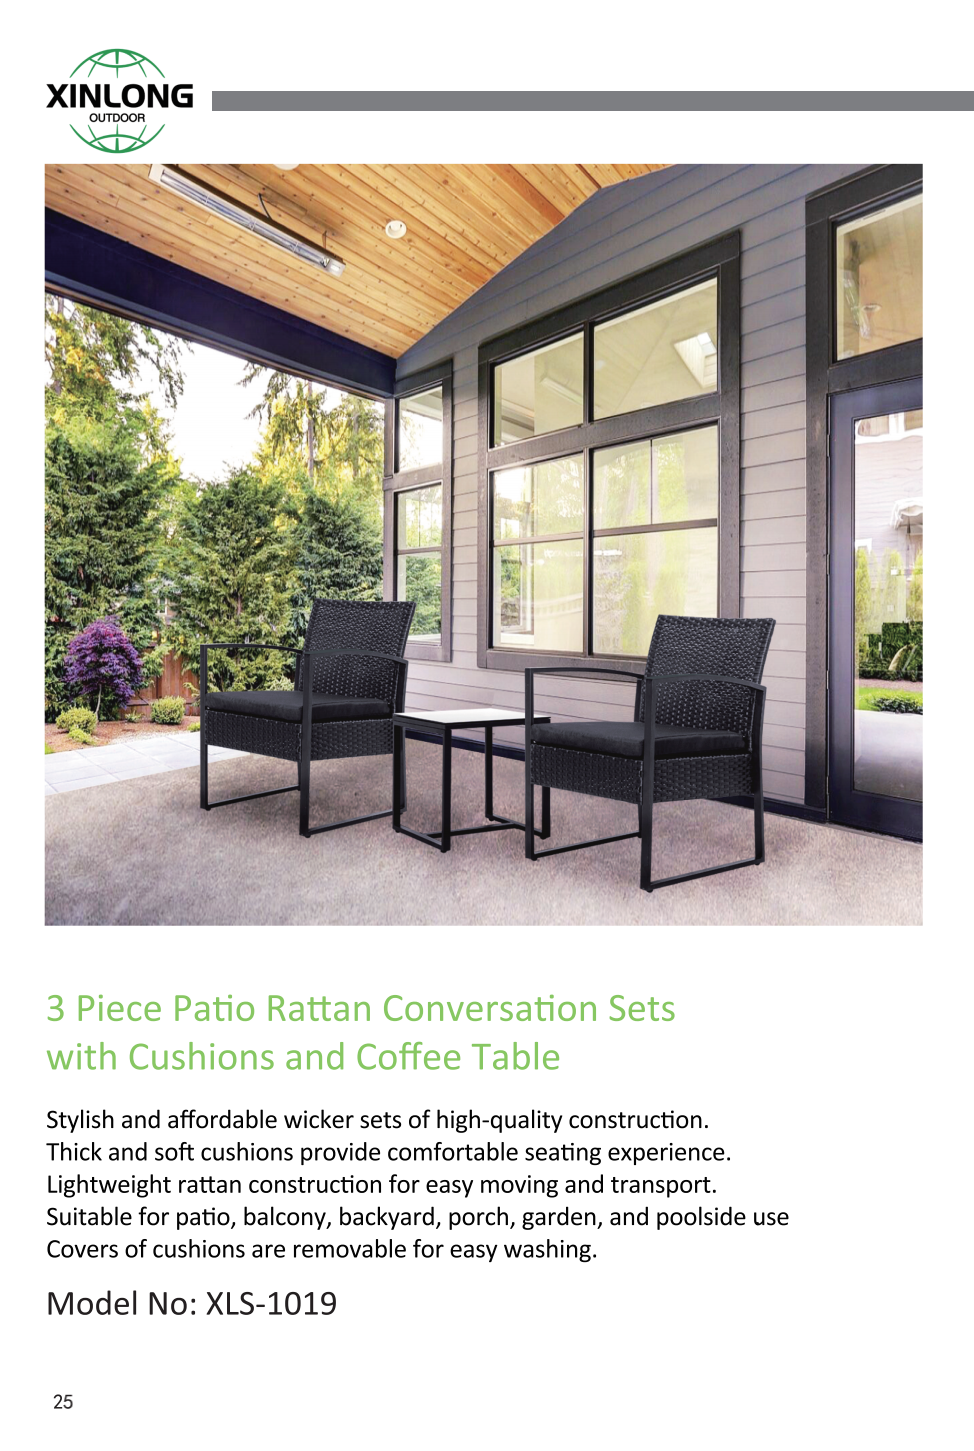 XINLONG
OUTDOOR
3 Piece Patio Rattan Conversation Sets
with Cushions and Coffee Table
Stylish and affordable wicker sets of high-quality construction.
Thick and soft cushions provide comfortable seating experience.
Lightweight rattan construction for easy moving and transport.
Suitable for patio, balcony, backyard, porch, garden, and poolside use
Covers of cushions are removable for easy washing.
Model No: XLS-1019
25